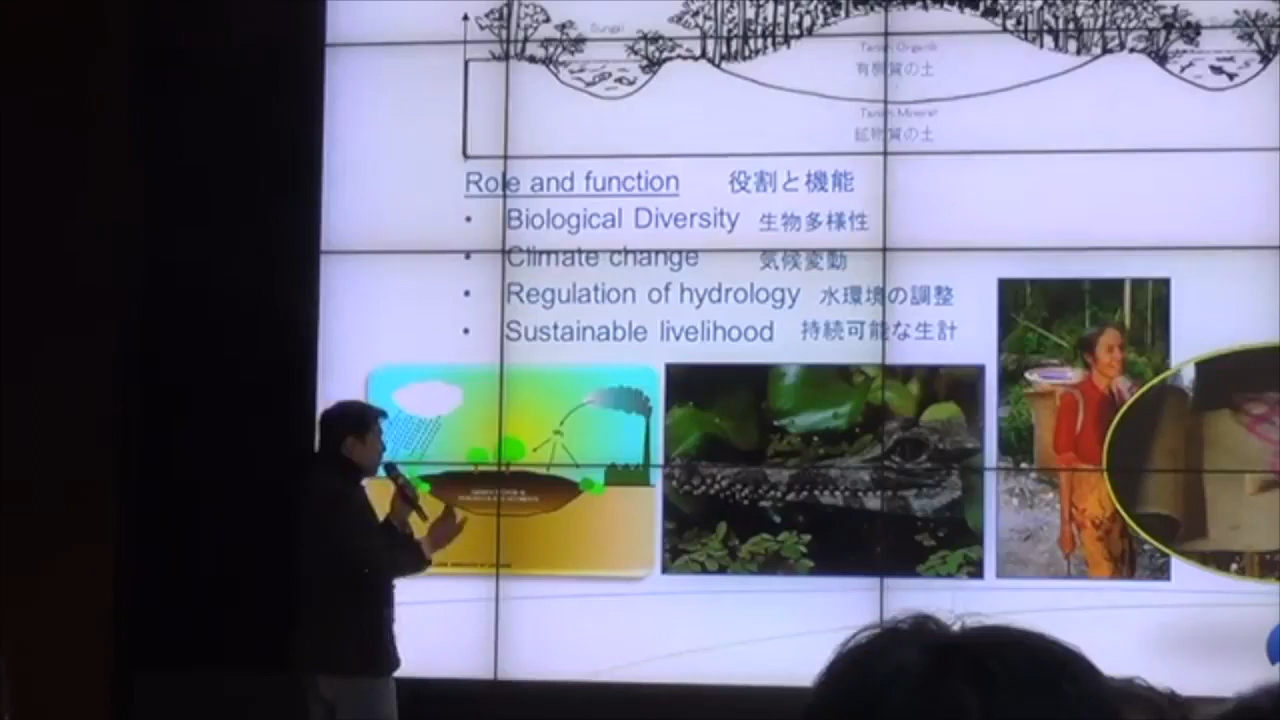 Sungai
Tanah Organik
有機質の土
Tanah Mineral
鉱物質の土
Role and function 役割と機能
• Biological Diversity 生物多様性
• Climate change 気候変動
• Regulation of hydrology 水環境の調整
• Sustainable livelihood 持続可能な生計